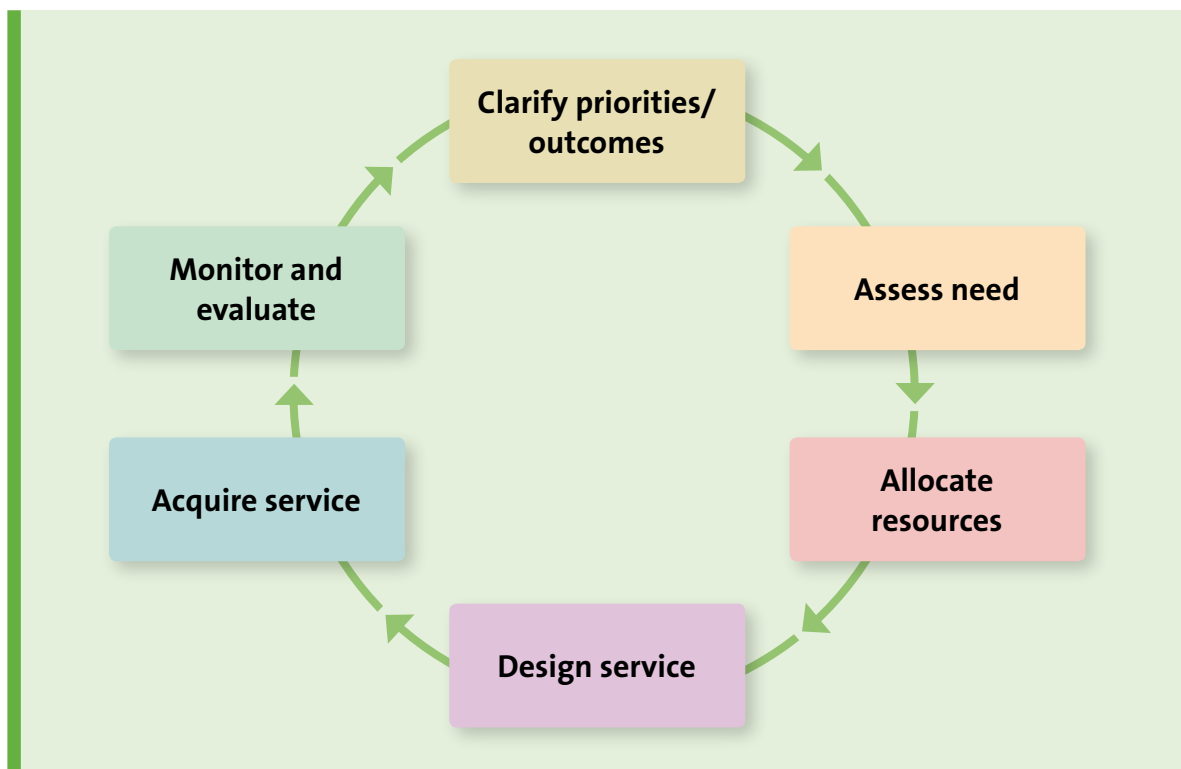 Clarify priorities/
outcomes
Assess need
Allocate
resources
Design service
Acquire service
Monitor and
evaluate